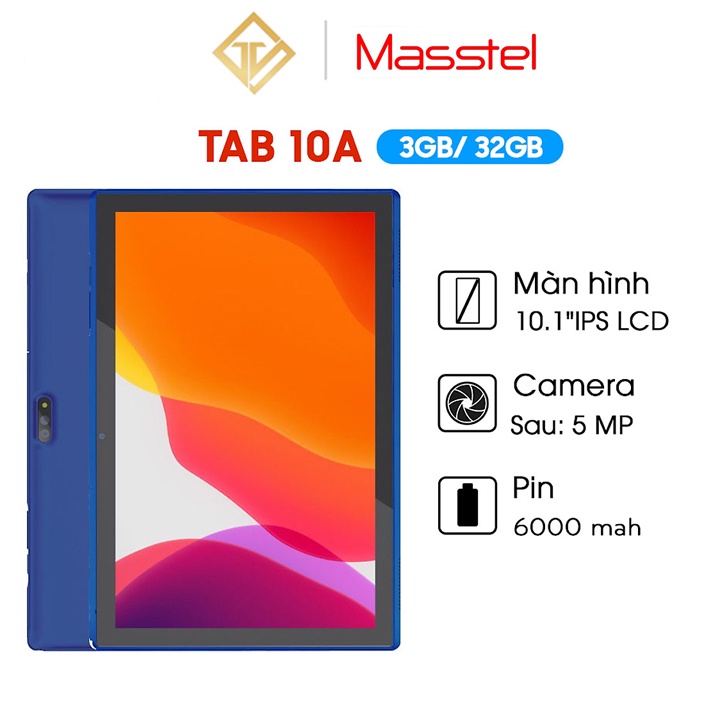 Masstel
TAB 10A 3GB/ 32GB
Màn hình
10.1"IPS LCD
Camera
Sau: 5 MP
Pin
6000 mah